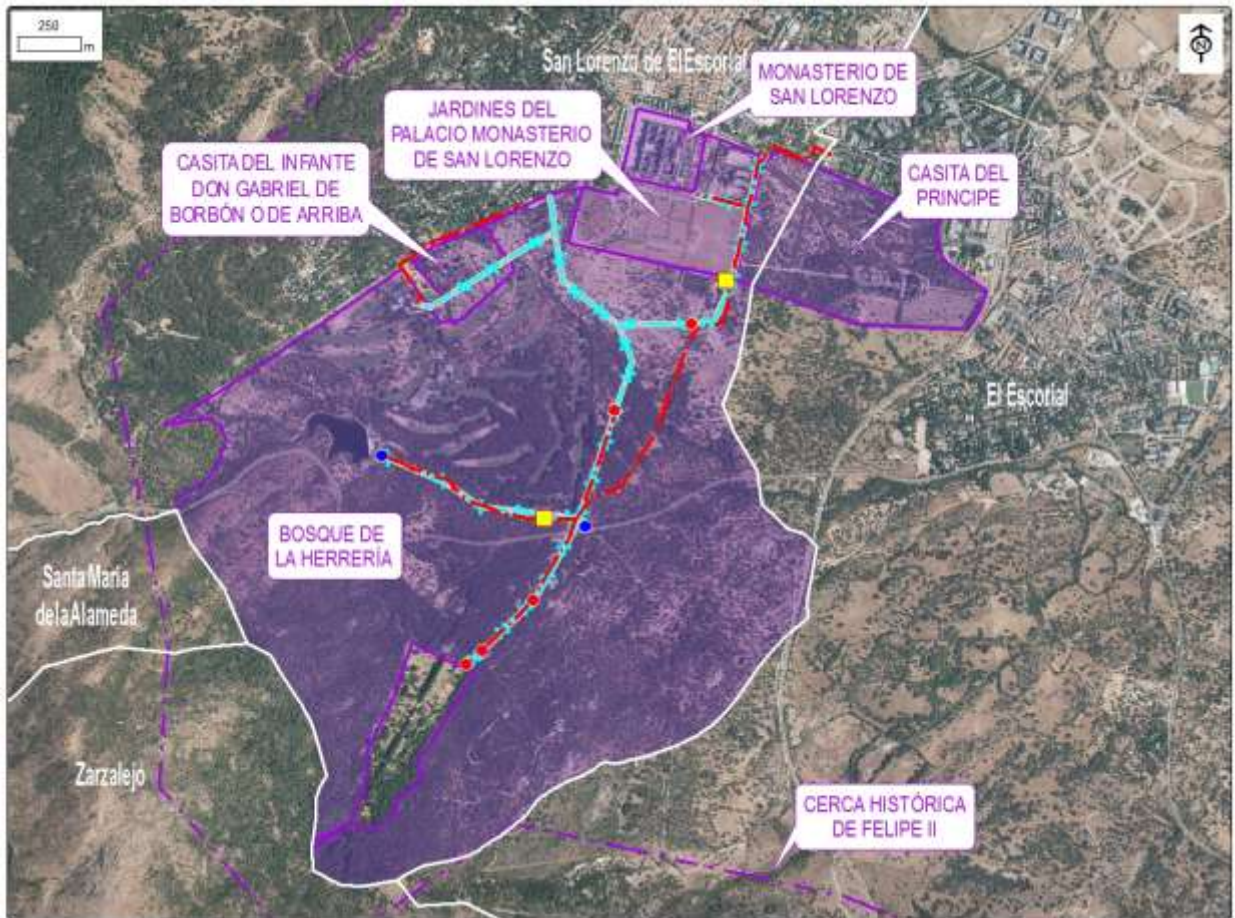 250
m
N
San Lorenzo de El Escorial
MONASTERIO DE
SAN LORENZO
JARDINES DEL
PALACIO MONASTERIO
DE SAN LORENZO
CASITA DEL INFANTE
DON GABRIEL DE
BORBÓN O DE ARRIBA
CASITA DEL
PRINCIPE
El Escorial
BOSQUE DE
LA HERRERÍA
Santa María
de la Alameda
Zarzalejo
CERCA HISTÓRICA
DE FELIPE II